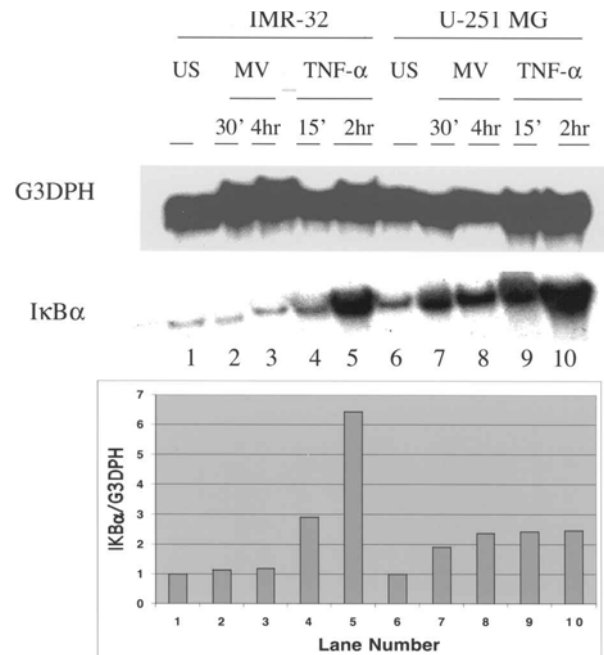 IMR-32 U-251 MG
US MV TNF-α US MV TNF-α
30' 4hr 15' 2hr 30' 4hr 15' 2hr
G3DPH
IκBα
1 2 3 4 5 6 7 8 9 10
7
6
5
4
3
2
1
0
IKBα/G3DPH
1 2 3 4 5 6 7 8 9 10
Lane Number